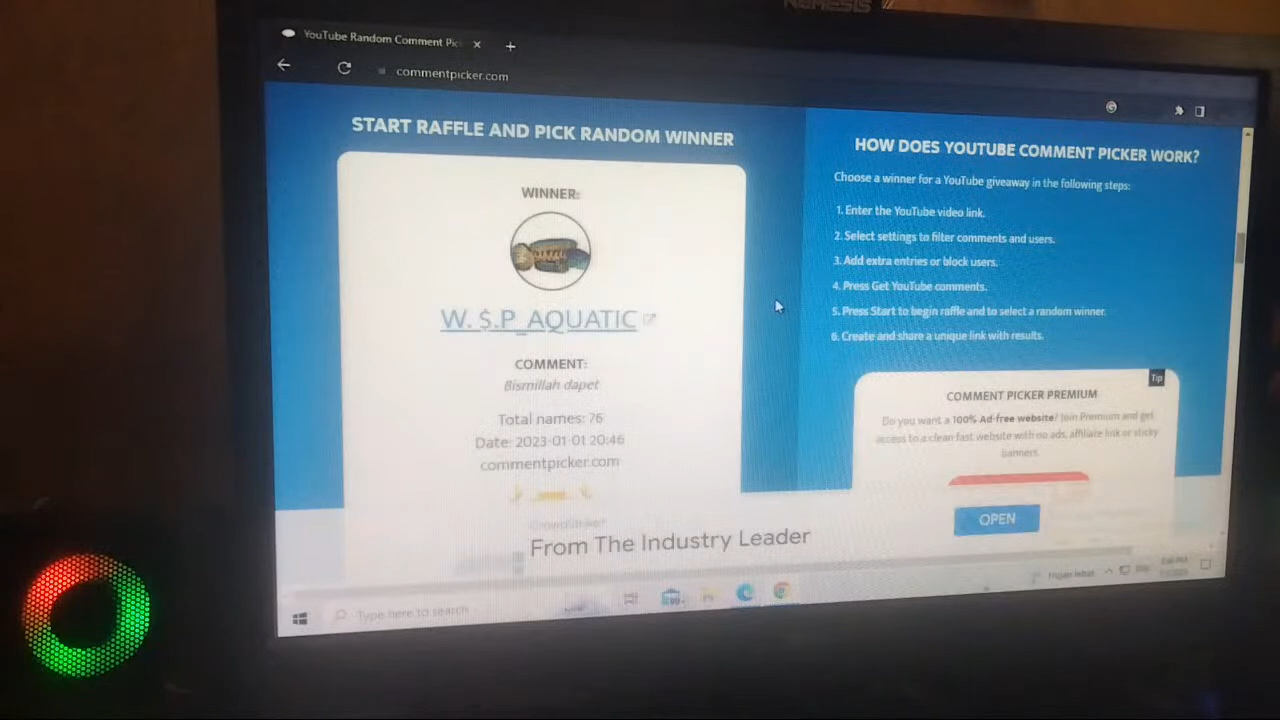 NEMESIS
YouTube Random Comment Pic
commentpicker.com
START RAFFLE AND PICK RANDOM WINNER
WINNER:
W. $.P_AQUATIC
COMMENT:
Bismillah dapet
Total names: 76
Date: 2023-01-01 20:46
commentpicker.com
HOW DOES YOUTUBE COMMENT PICKER WORK?
Choose a winner for a YouTube giveaway in the following steps:
1. Enter the YouTube video link.
2. Select settings to filter comments and users.
3. Add extra entries or block users.
4. Press Get YouTube comments.
5. Press Start to begin raffle and to select a random winner.
6. Create and share a unique link with results.
Tip
COMMENT PICKER PREMIUM
Do you want a 100% Ad-free website? Join Premium and get
access to a clean fast website with no ads, affiliate link or sticky
banners.
From The Industry Leader
OPEN
Type here to search
Hujan lebat